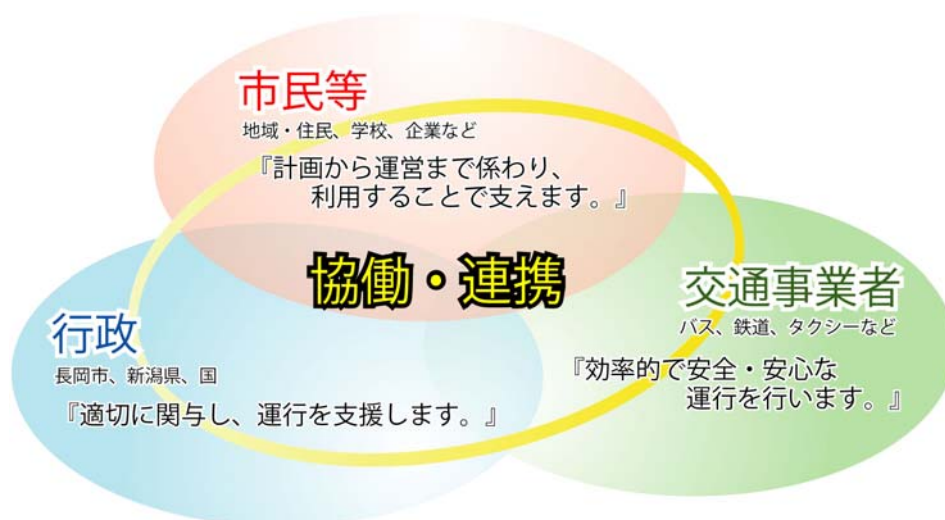 市民等
地域・住民、学校、企業など
『計画から運営まで係わり、
利用することで支えます。』
協働・連携
行政
長岡市、新潟県、国
『適切に関与し、運行を支援します。』
交通事業者
バス、鉄道、タクシーなど
『効率的で安全・安心な
運行を行います。』